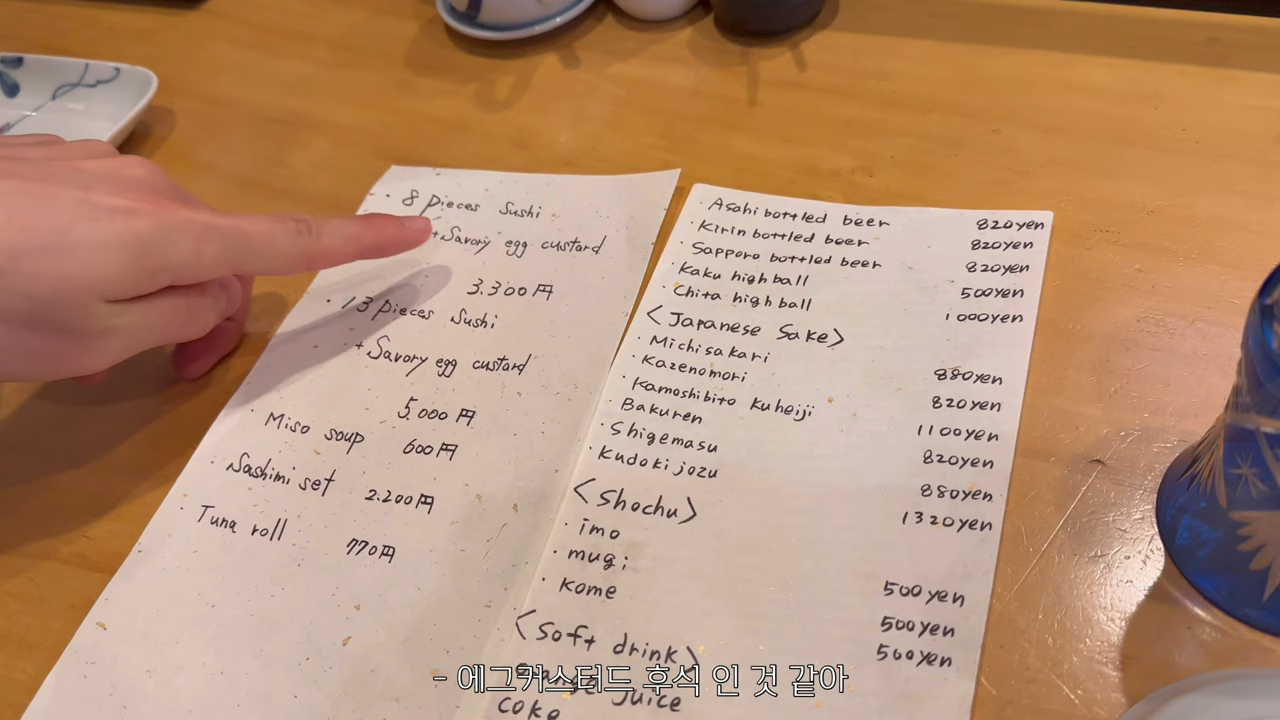 · 8 pieces Sushi
+Savory egg custard
3.300円
· 13 pieces Sushi
+Savory egg custard
5.000円
· Miso soup 600円
· Sashimi set 2.200円
· Tuna roll 770円
· Asahi bottled beer 820yen
· Kirin bottled beer 820yen
· Sapporo bottled beer 820yen
· Kaku high ball 500yen
· Chita high ball 1000yen
<Japanese Sake>
· Michisakari 880yen
· Kazenomori 820yen
· Kamoshibito Kuheiji 1100yen
· Bakuren 820yen
· Shigemasu 880yen
· Kudoki jozu 1320yen
<Shochu>
· imo 500yen
· mugi 500yen
· Kome 500yen
<Soft drink>
Orange Juice
Coke
- 에그커스터드 후식 인 것 같아